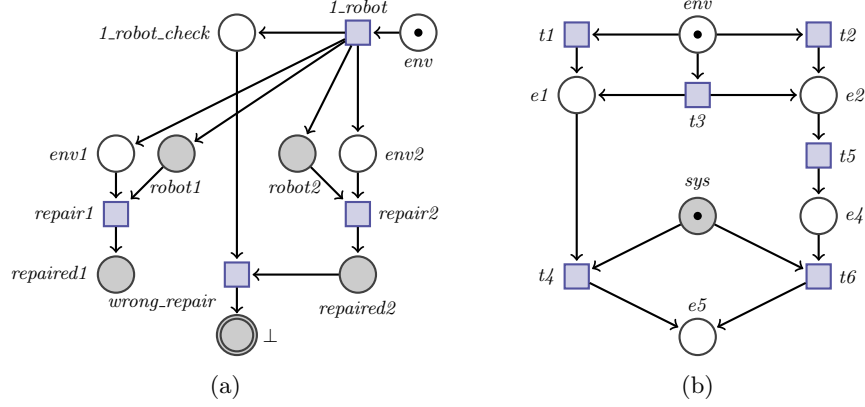 1_robot
1_robot_check
env
env1
robot1
robot2
env2
repair1
repair2
repaired1
wrong_repair
repaired2
⊥
(a)
env
t1
t2
e1
e2
t3
t5
sys
e4
t4
t6
e5
(b)